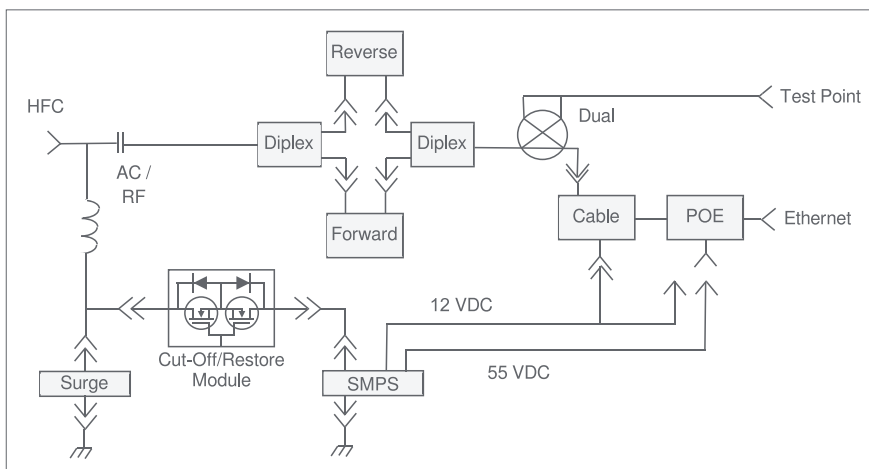 Reverse
HFC
Test Point
Dual
Diplex
Diplex
AC /
RF
Cable
POE
Ethernet
Forward
12 VDC
Cut-Off/Restore
Module
Surge
SMPS
55 VDC